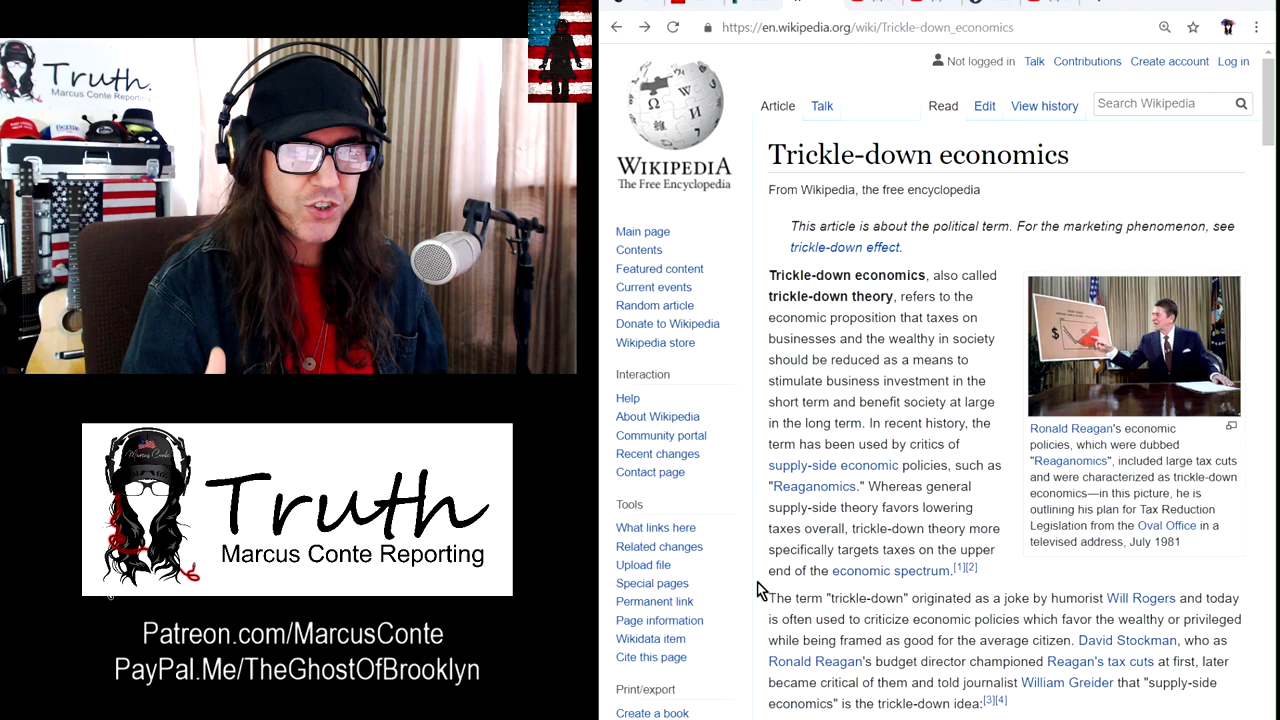 Truth.
Marcus Conte Reporting.
Truth
Marcus Conte Reporting
Patreon.com/MarcusConte
PayPal.Me/TheGhostOfBrooklyn
https://en.wikipedia.org/wiki/Trickle-down_economics
Not logged in Talk Contributions Create account Log in
Article Talk Read Edit View history Search Wikipedia
WIKIPEDIA
The Free Encyclopedia
Main page
Contents
Featured content
Current events
Random article
Donate to Wikipedia
Wikipedia store
Interaction
Help
About Wikipedia
Community portal
Recent changes
Contact page
Tools
What links here
Related changes
Upload file
Special pages
Permanent link
Page information
Wikidata item
Cite this page
Print/export
Create a book
Trickle-down economics
From Wikipedia, the free encyclopedia
This article is about the political term. For the marketing phenomenon, see
trickle-down effect.
Trickle-down economics, also called
trickle-down theory, refers to the
economic proposition that taxes on
businesses and the wealthy in society
should be reduced as a means to
stimulate business investment in the
short term and benefit society at large
in the long term. In recent history, the
term has been used by critics of
supply-side economic policies, such as
"Reaganomics." Whereas general
supply-side theory favors lowering
taxes overall, trickle-down theory more
specifically targets taxes on the upper
end of the economic spectrum.[1][2]
Ronald Reagan's economic
policies, which were dubbed
"Reaganomics", included large tax cuts
and were characterized as trickle-down
economics—in this picture, he is
outlining his plan for Tax Reduction
Legislation from the Oval Office in a
televised address, July 1981
The term "trickle-down" originated as a joke by humorist Will Rogers and today
is often used to criticize economic policies which favor the wealthy or privileged
while being framed as good for the average citizen. David Stockman, who as
Ronald Reagan's budget director championed Reagan's tax cuts at first, later
became critical of them and told journalist William Greider that "supply-side
economics" is the trickle-down idea:[3][4]